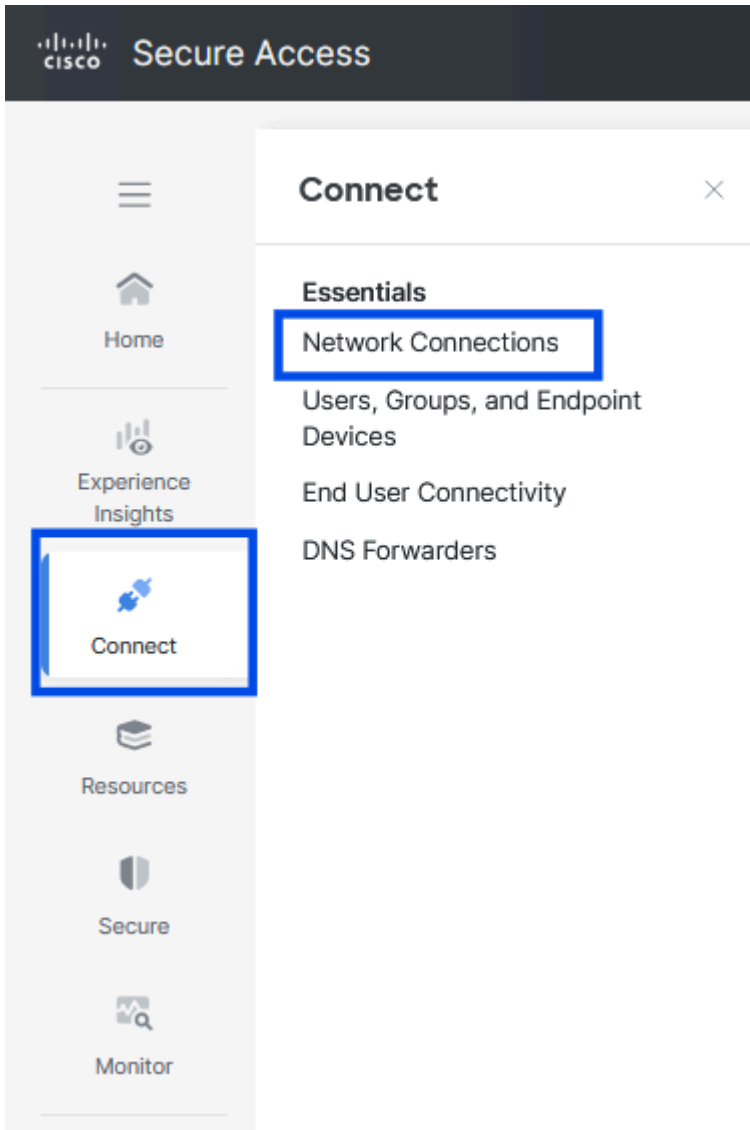 cisco Secure Access
Connect
Essentials
Network Connections
Users, Groups, and Endpoint
Devices
End User Connectivity
DNS Forwarders
Home
Experience
Insights
Connect
Resources
Secure
Monitor